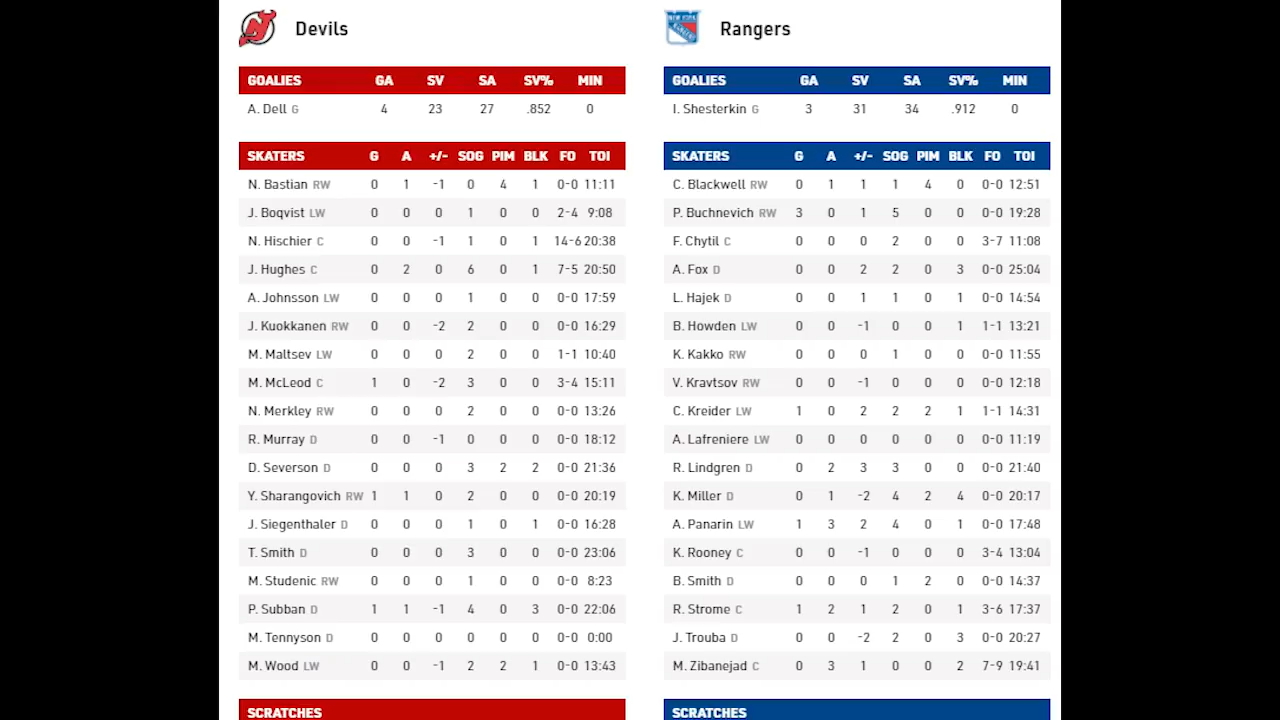 Devils
GOALIES GA SV SA SV% MIN
A. Dell G 4 23 27 .852 0
SKATERS G A +/- SOG PIM BLK FO TOI
N. Bastian RW 0 1 -1 0 4 1 0-0 11:11
J. Boqvist LW 0 0 0 1 0 0 2-4 9:08
N. Hischier C 0 0 -1 1 0 1 14-6 20:38
J. Hughes C 0 2 0 6 0 1 7-5 20:50
A. Johnsson LW 0 0 0 1 0 0 0-0 17:59
J. Kuokkanen RW 0 0 -2 2 0 0 0-0 16:29
M. Maltsev LW 0 0 0 2 0 0 1-1 10:40
M. McLeod C 1 0 -2 3 0 0 3-4 15:11
N. Merkley RW 0 0 0 2 0 0 0-0 13:26
R. Murray D 0 0 -1 0 0 0 0-0 18:12
D. Severson D 0 0 0 3 2 2 0-0 21:36
Y. Sharangovich RW 1 1 0 2 0 0 0-0 20:19
J. Siegenthaler D 0 0 0 1 0 1 0-0 16:28
T. Smith D 0 0 0 3 0 0 0-0 23:06
M. Studenic RW 0 0 0 1 0 0 0-0 8:23
P. Subban D 1 1 -1 4 0 3 0-0 22:06
M. Tennyson D 0 0 0 0 0 0 0-0 0:00
M. Wood LW 0 0 -1 2 2 1 0-0 13:43
SCRATCHES
NEW YORK
RANGERS
Rangers
GOALIES GA SV SA SV% MIN
I. Shesterkin G 3 31 34 .912 0
SKATERS G A +/- SOG PIM BLK FO TOI
C. Blackwell RW 0 1 1 1 4 0 0-0 12:51
P. Buchnevich RW 3 0 1 5 0 0 0-0 19:28
F. Chytil C 0 0 0 2 0 0 3-7 11:08
A. Fox D 0 0 2 2 0 3 0-0 25:04
L. Hajek D 0 0 1 1 0 1 0-0 14:54
B. Howden LW 0 0 -1 0 0 1 1-1 13:21
K. Kakko RW 0 0 0 1 0 0 0-0 11:55
V. Kravtsov RW 0 0 -1 0 0 0 0-0 12:18
C. Kreider LW 1 0 2 2 2 1 1-1 14:31
A. Lafreniere LW 0 0 0 0 0 0 0-0 11:19
R. Lindgren D 0 2 3 3 0 0 0-0 21:40
K. Miller D 0 1 -2 4 2 4 0-0 20:17
A. Panarin LW 1 3 2 4 0 1 0-0 17:48
K. Rooney C 0 0 -1 0 0 0 3-4 13:04
B. Smith D 0 0 0 1 2 0 0-0 14:37
R. Strome C 1 2 1 2 0 1 3-6 17:37
J. Trouba D 0 0 -2 2 0 3 0-0 20:27
M. Zibanejad C 0 3 1 0 0 2 7-9 19:41
SCRATCHES